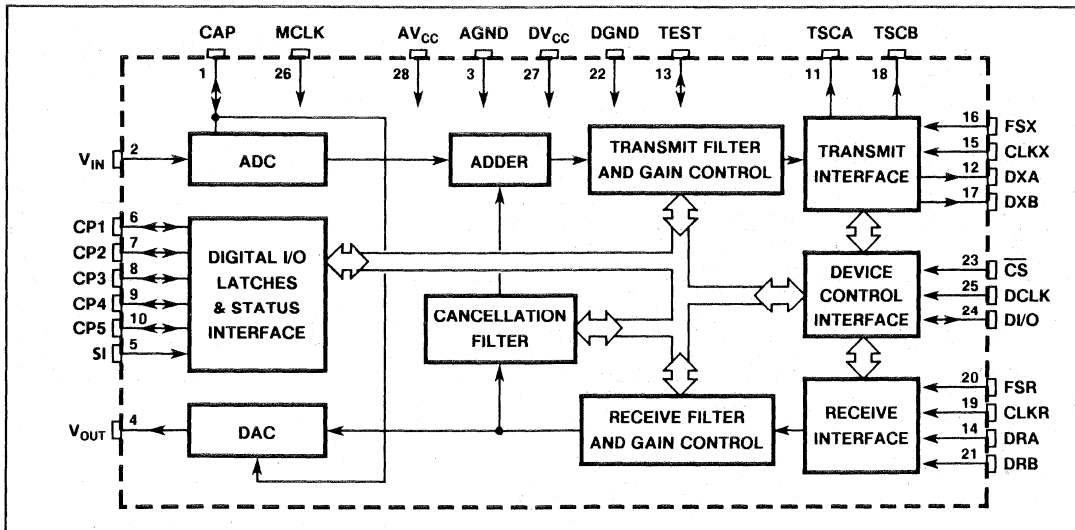 CAP MCLK AVCC AGND DVCC DGND TEST TSCA TSCB
1 26 28 3 27 22 13 11 18
VIN 2
ADC
ADDER
TRANSMIT FILTER
AND GAIN CONTROL
TRANSMIT
INTERFACE
16 FSX
15 CLKX
12 DXA
17 DXB
CP1 6
CP2 7
CP3 8
CP4 9
CP5 10
SI 5
DIGITAL I/O
LATCHES
& STATUS
INTERFACE
CANCELLATION
FILTER
DEVICE
CONTROL
INTERFACE
23 CS
25 DCLK
24 DI/O
VOUT 4
DAC
RECEIVE FILTER
AND GAIN CONTROL
RECEIVE
INTERFACE
20 FSR
19 CLKR
14 DRA
21 DRB